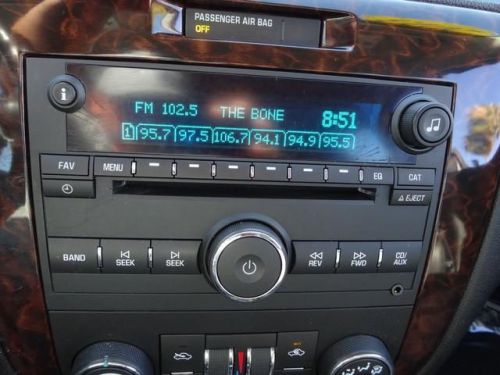 PASSENGER AIR BAG
OFF
FM 102.5 THE BONE 8:51
1 95.7 97.5 106.7 94.1 94.9 95.5
FAV MENU EQ CAT
EJECT
BAND SEEK SEEK REV FWD CD/AUX